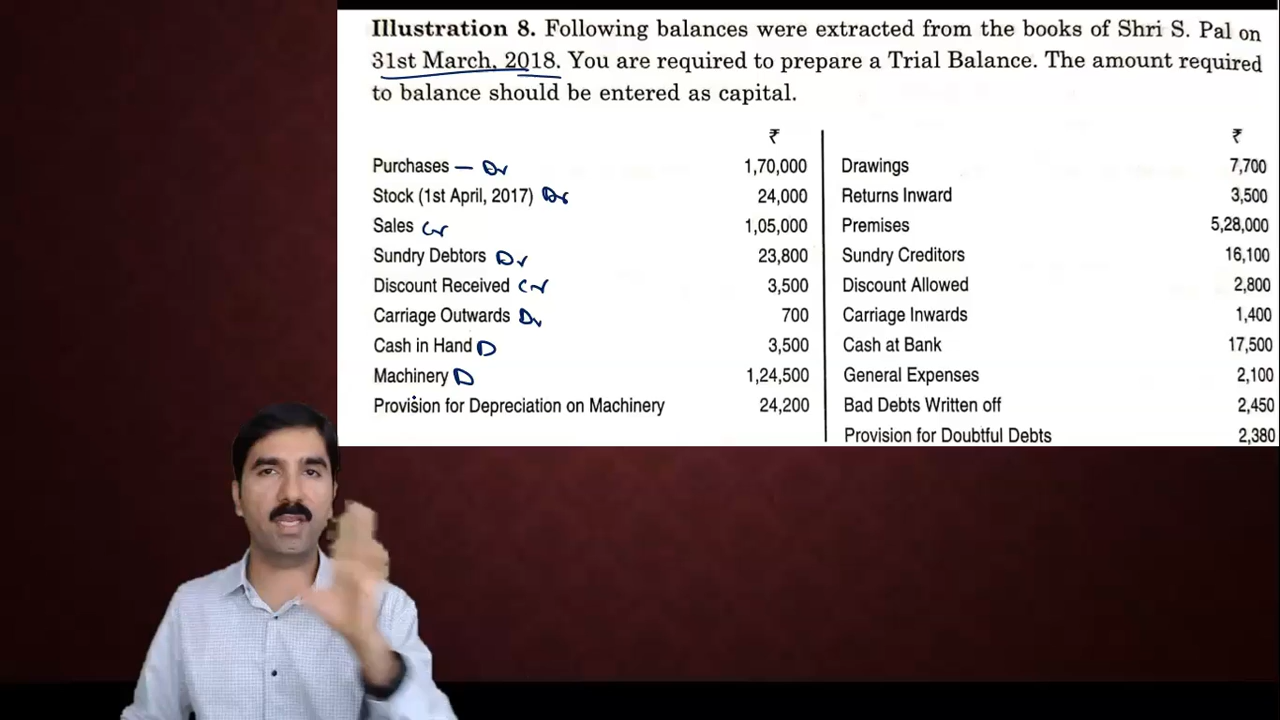 Illustration 8. Following balances were extracted from the books of Shri S. Pal on
31st March, 2018. You are required to prepare a Trial Balance. The amount required
to balance should be entered as capital.
₹
Purchases — Dr 1,70,000
Stock (1st April, 2017) Dr 24,000
Sales Cr 1,05,000
Sundry Debtors Dr 23,800
Discount Received Cr 3,500
Carriage Outwards Dr 700
Cash in Hand D 3,500
Machinery D 1,24,500
Provision for Depreciation on Machinery 24,200
₹
Drawings 7,700
Returns Inward 3,500
Premises 5,28,000
Sundry Creditors 16,100
Discount Allowed 2,800
Carriage Inwards 1,400
Cash at Bank 17,500
General Expenses 2,100
Bad Debts Written off 2,450
Provision for Doubtful Debts 2,380